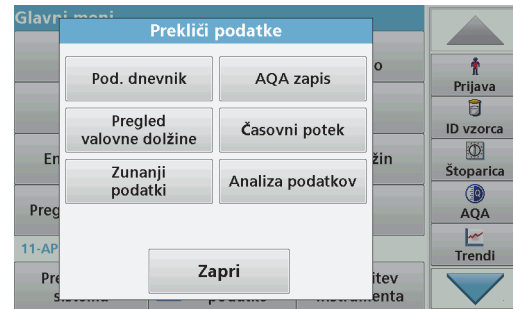 Glavni meni
Prekliči podatke
Pod. dnevnik
AQA zapis
Pregled
valovne dolžine
Časovni potek
Zunanji
podatki
Analiza podatkov
Zapri
11-AP
Prijava
ID vzorca
Štoparica
AQA
Trendi